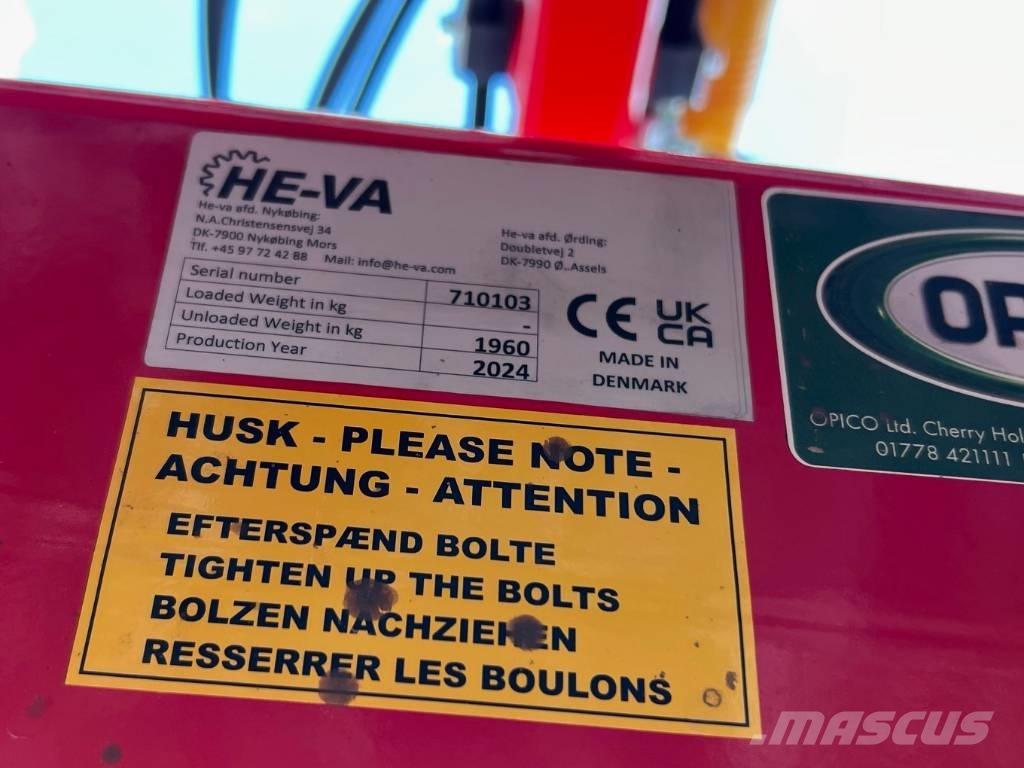 HE-VA
He-va afd. Nykøbing:
N.A.Christensensvej 34
DK-7900 Nykøbing Mors
Tlf. +45 97 72 42 88 Mail: info@he-va.com
He-va afd. Ørding:
Doubletvej 2
DK-7990 Ø..Assels
Serial number 710103
Loaded Weight in kg -
Unloaded Weight in kg 1960
Production Year 2024
CE UK
CA
MADE IN
DENMARK
OPICO Ltd. Cherry
01778 421111
HUSK - PLEASE NOTE -
ACHTUNG - ATTENTION
EFTERSPÆND BOLTE
TIGHTEN UP THE BOLTS
BOLZEN NACHZIEHEN
RESSERRER LES BOULONS
MASCUS